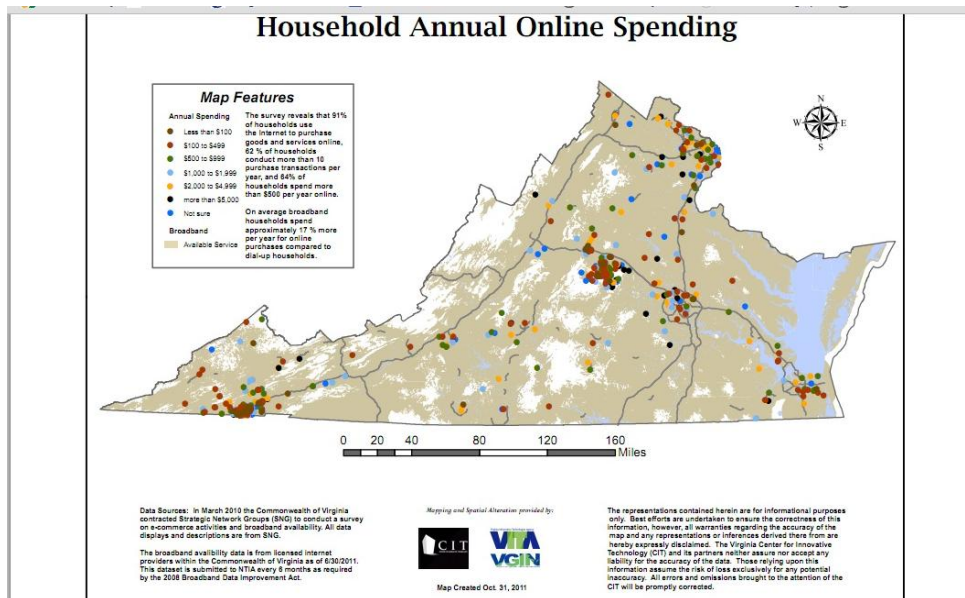 Household Annual Online Spending
Map Features
Annual Spending
Less than $100
$100 to $499
$500 to $999
$1,000 to $1,999
$2,000 to $4,999
more than $5,000
Not sure
Broadband
Available Service
The survey reveals that 91%
of households use
the Internet to purchase
goods and services online,
62 % of households
conduct more than 10
purchase transactions per
year, and 64% of
households spend more
than $500 per year online.
On average broadband
households spend
approximately 17 % more
per year for online
purchases compared to
dial-up households.
N
W E
S
0 20 40 80 120 160
Miles
Data Sources: In March 2010 the Commonwealth of Virginia
contracted Strategic Network Groups (SNG) to conduct a survey
on e-commerce activities and broadband availability. All data
displays and descriptions are from SNG.
The broadband availibility data is from licensed internet
providers within the Commonwealth of Virginia as of 6/30/2011.
This dataset is submitted to NTIA every 6 months as required
by the 2008 Broadband Data Improvement Act.
Mapping and Spatial Alteration provided by:
CIT
VITA
VGIN
Map Created Oct. 31, 2011
The representations contained herein are for informational purposes
only. Best efforts are undertaken to ensure the correctness of this
information, however, all warranties regarding the accuracy of the
map and any representations or inferences derived there from are
hereby expressly disclaimed. The Virginia Center for Innovative
Technology (CIT) and its partners neither assure nor accept any
liability for the accuracy of the data. Those relying upon this
information assume the risk of loss exclusively for any potential
inaccuracy. All errors and omissions brought to the attention of the
CIT will be promptly corrected.